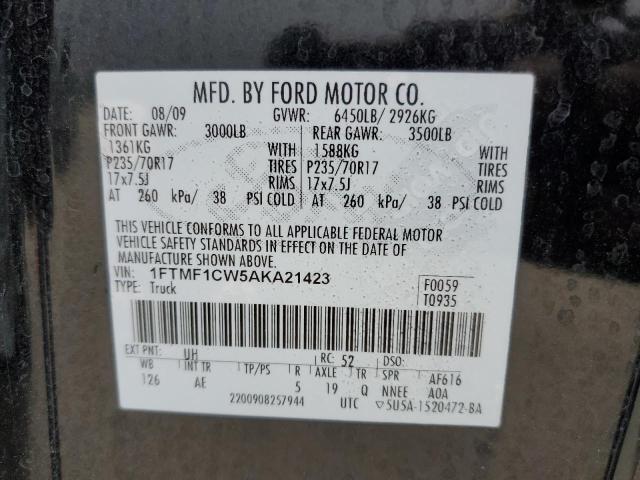 MFD. BY FORD MOTOR CO.
DATE: 08/09 GVWR: 6450LB/ 2926KG
FRONT GAWR: 3000LB REAR GAWR: 3500LB
1361KG WITH 1588KG WITH
P235/70R17 TIRES P235/70R17 TIRES
17x7.5J RIMS 17x7.5J RIMS
AT 260 kPa/ 38 PSI COLD AT 260 kPa/ 38 PSI COLD
THIS VEHICLE CONFORMS TO ALL APPLICABLE FEDERAL MOTOR
VEHICLE SAFETY STANDARDS IN EFFECT ON THE DATE OF
MANUFACTURE SHOWN ABOVE.
VIN: 1FTMF1CW5AKA21423 F0059
TYPE: Truck T0935
EXT PNT: UH RC: 52 DSO:
WB INT TR TP/PS R AXLE TR SPR AF616
126 AE 5 19 Q NNEE A0A
2200908257944 UTC ▽5U5A-1520472-BA